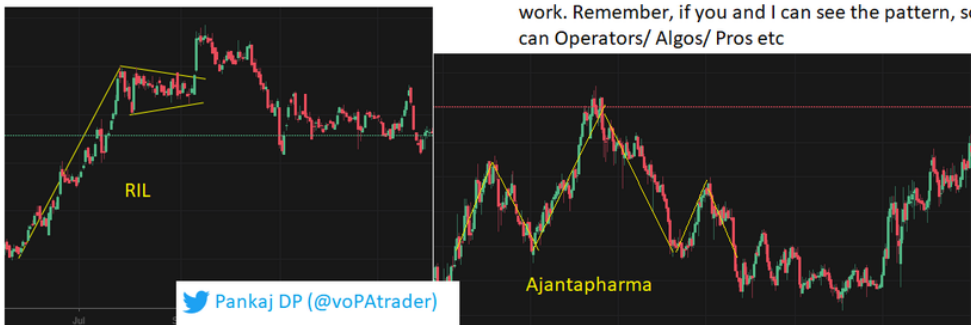 work. Remember, if you and I can see the pattern, so
can Operators/ Algos/ Pros etc
RIL
Ajantapharma
Pankaj DP (@voPAtrader)
Jul